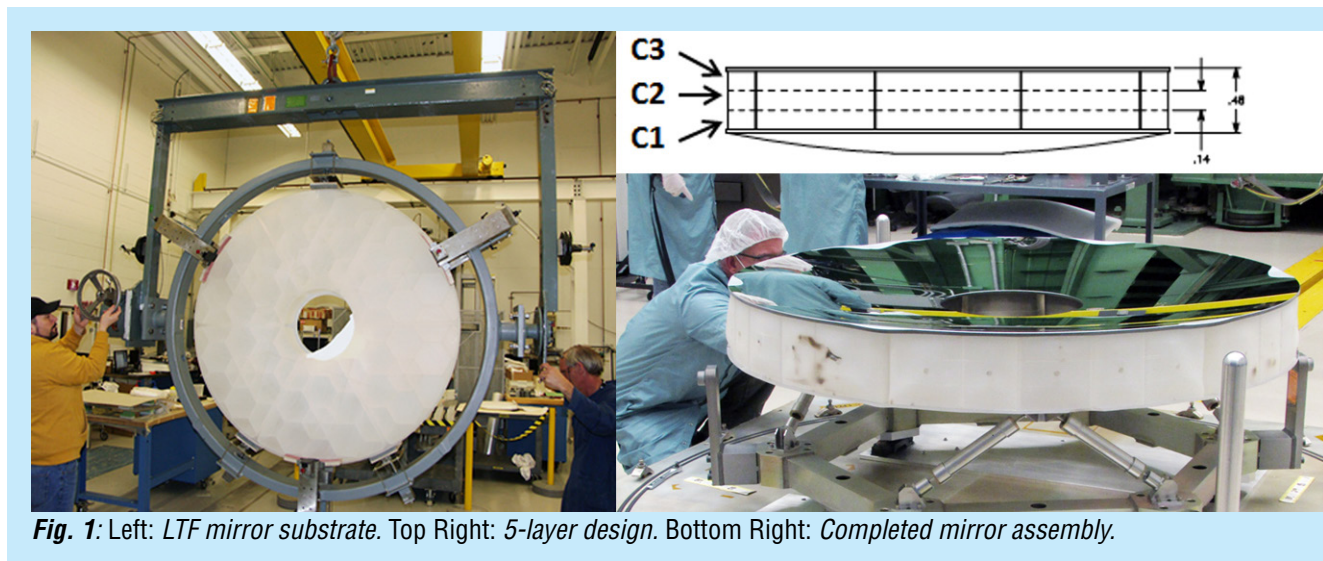 C3
C2
C1
.48
.14
Fig. 1: Left: LTF mirror substrate. Top Right: 5-layer design. Bottom Right: Completed mirror assembly.